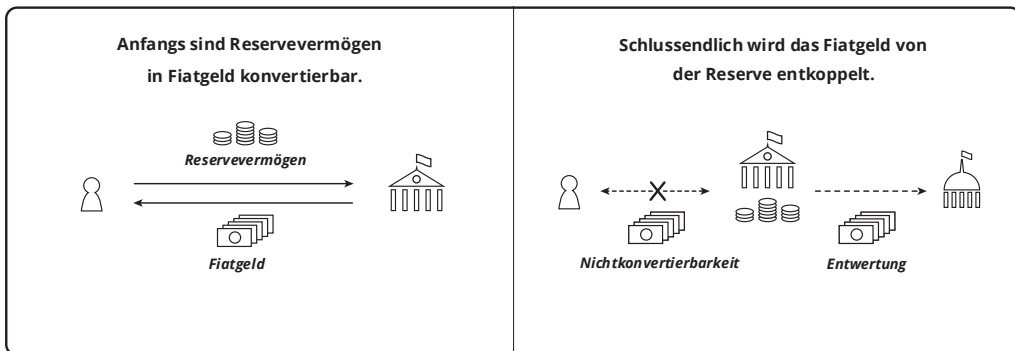 Anfangs sind Reservevermögen
in Fiatgeld konvertierbar.
Reservevermögen
Fiatgeld
Schlussendlich wird das Fiatgeld von
der Reserve entkoppelt.
Nichtkonvertierbarkeit
Entwertung